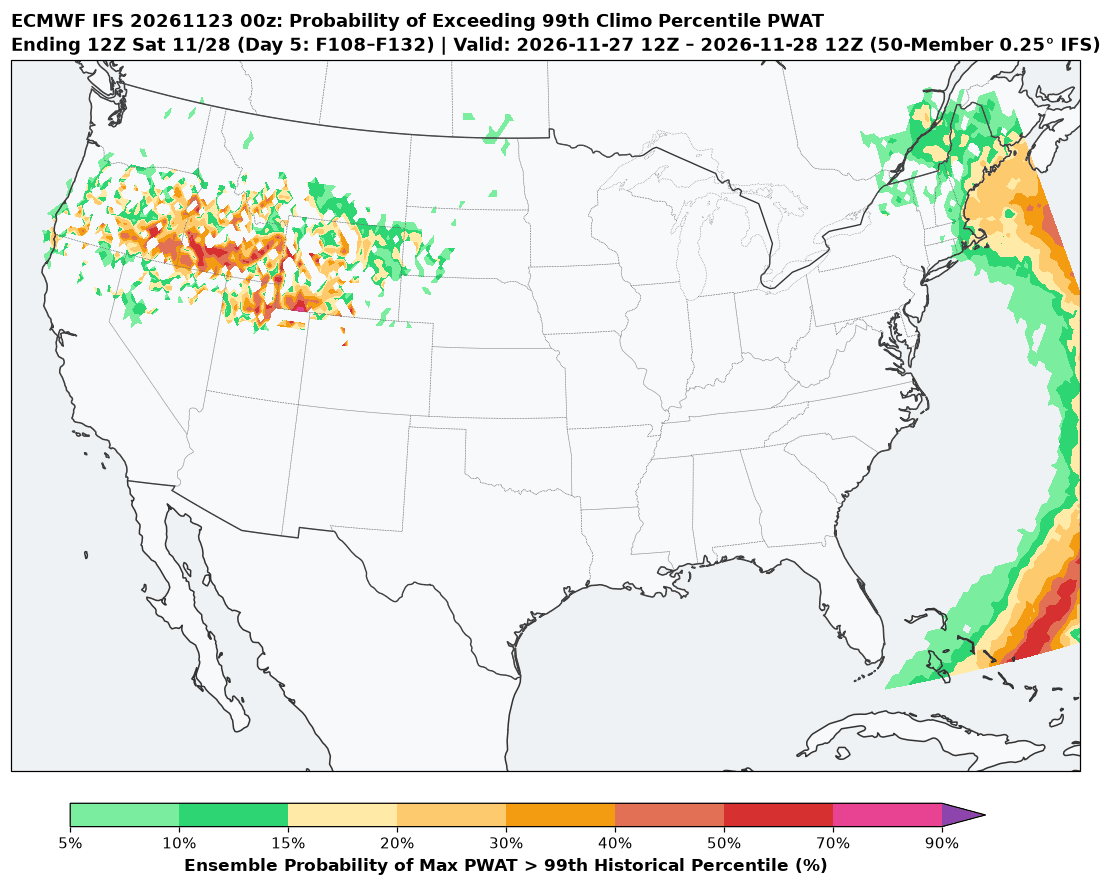 ECMWF IFS 20261123 00z: Probability of Exceeding 99th Climo Percentile PWAT
Ending 12Z Sat 11/28 (Day 5: F108–F132) | Valid: 2026-11-27 12Z – 2026-11-28 12Z (50-Member 0.25° IFS)
5% 10% 15% 20% 30% 40% 50% 70% 90%
Ensemble Probability of Max PWAT > 99th Historical Percentile (%)